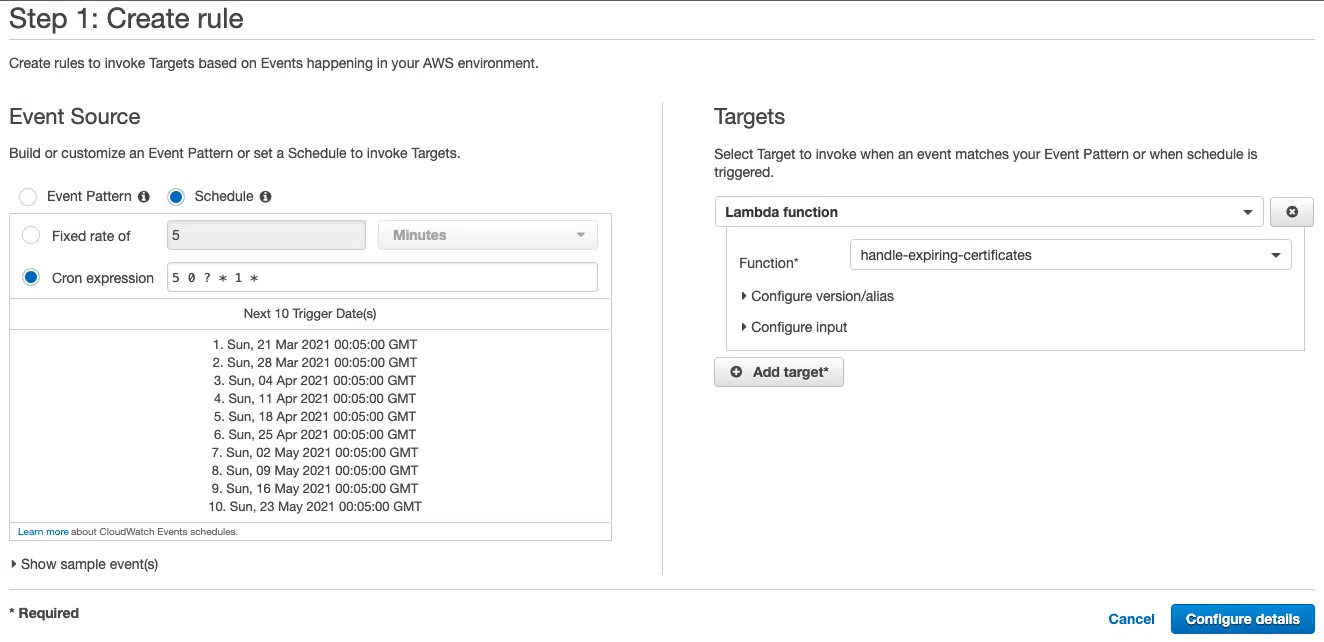 Step 1: Create rule
Create rules to invoke Targets based on Events happening in your AWS environment.
Event Source
Build or customize an Event Pattern or set a Schedule to invoke Targets.
Event Pattern
Schedule
Fixed rate of
5
Minutes
Cron expression
5 0 ? * 1 *
Next 10 Trigger Date(s)
1. Sun, 21 Mar 2021 00:05:00 GMT
2. Sun, 28 Mar 2021 00:05:00 GMT
3. Sun, 04 Apr 2021 00:05:00 GMT
4. Sun, 11 Apr 2021 00:05:00 GMT
5. Sun, 18 Apr 2021 00:05:00 GMT
6. Sun, 25 Apr 2021 00:05:00 GMT
7. Sun, 02 May 2021 00:05:00 GMT
8. Sun, 09 May 2021 00:05:00 GMT
9. Sun, 16 May 2021 00:05:00 GMT
10. Sun, 23 May 2021 00:05:00 GMT
Learn more about CloudWatch Events schedules.
Show sample event(s)
Targets
Select Target to invoke when an event matches your Event Pattern or when schedule is
triggered.
Lambda function
Function*
handle-expiring-certificates
Configure version/alias
Configure input
Add target*
* Required
Cancel
Configure details